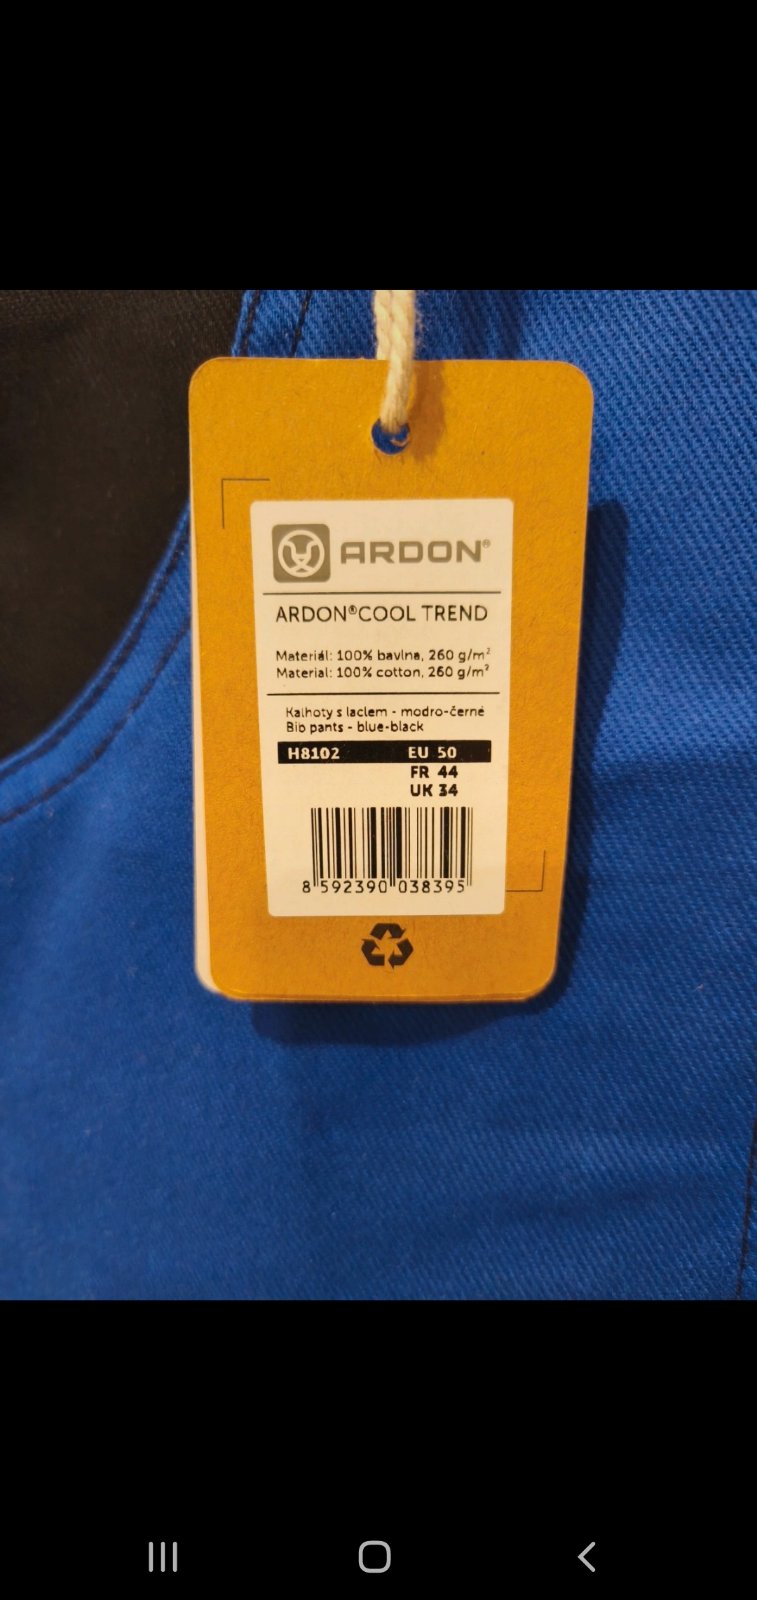 ARDON®
ARDON®COOL TREND
Materiál: 100% bavlna, 260 g/m²
Material: 100% cotton, 260 g/m²
Kalhoty s laclem - modro-černé
Bib pants - blue-black
H8102 EU 50
FR 44
UK 34
8 592390 038395